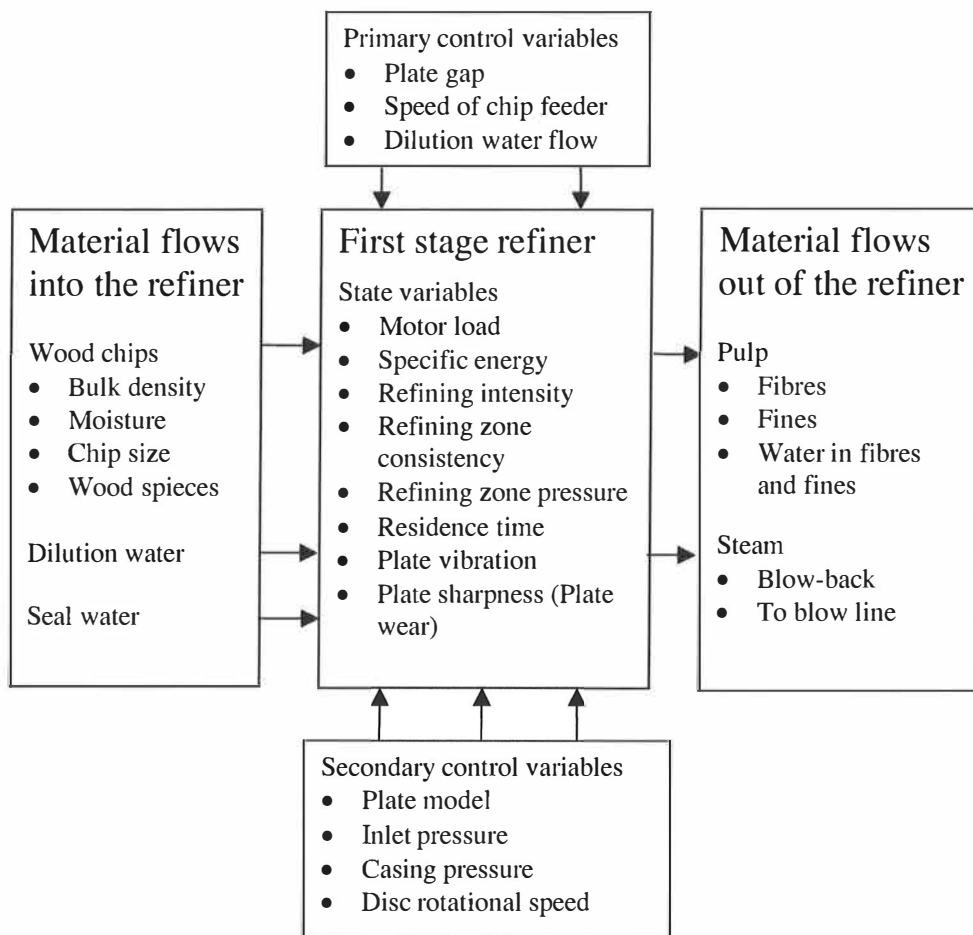 Primary control variables
• Plate gap
• Speed of chip feeder
• Dilution water flow
Material flows
into the refiner
Wood chips
• Bulk density
• Moisture
• Chip size
• Wood spieces
Dilution water
Seal water
First stage refiner
State variables
• Motor load
• Specific energy
• Refining intensity
• Refining zone
consistency
• Refining zone pressure
• Residence time
• Plate vibration
• Plate sharpness (Plate
wear)
Material flows
out of the refiner
Pulp
• Fibres
• Fines
• Water in fibres
and fines
Steam
• Blow-back
• To blow line
Secondary control variables
• Plate model
• Inlet pressure
• Casing pressure
• Disc rotational speed